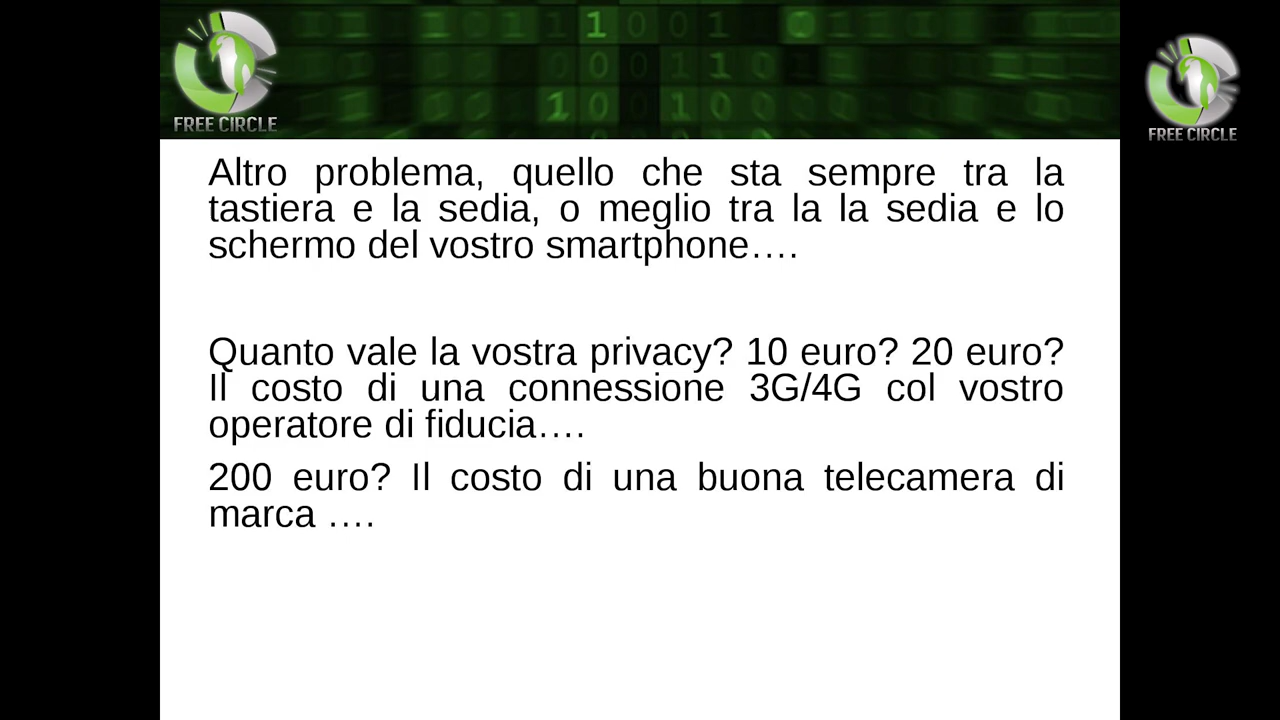 FREE CIRCLE
FREE CIRCLE
Altro problema, quello che sta sempre tra la
tastiera e la sedia, o meglio tra la la sedia e lo
schermo del vostro smartphone….
Quanto vale la vostra privacy? 10 euro? 20 euro?
Il costo di una connessione 3G/4G col vostro
operatore di fiducia….
200 euro? Il costo di una buona telecamera di
marca ….